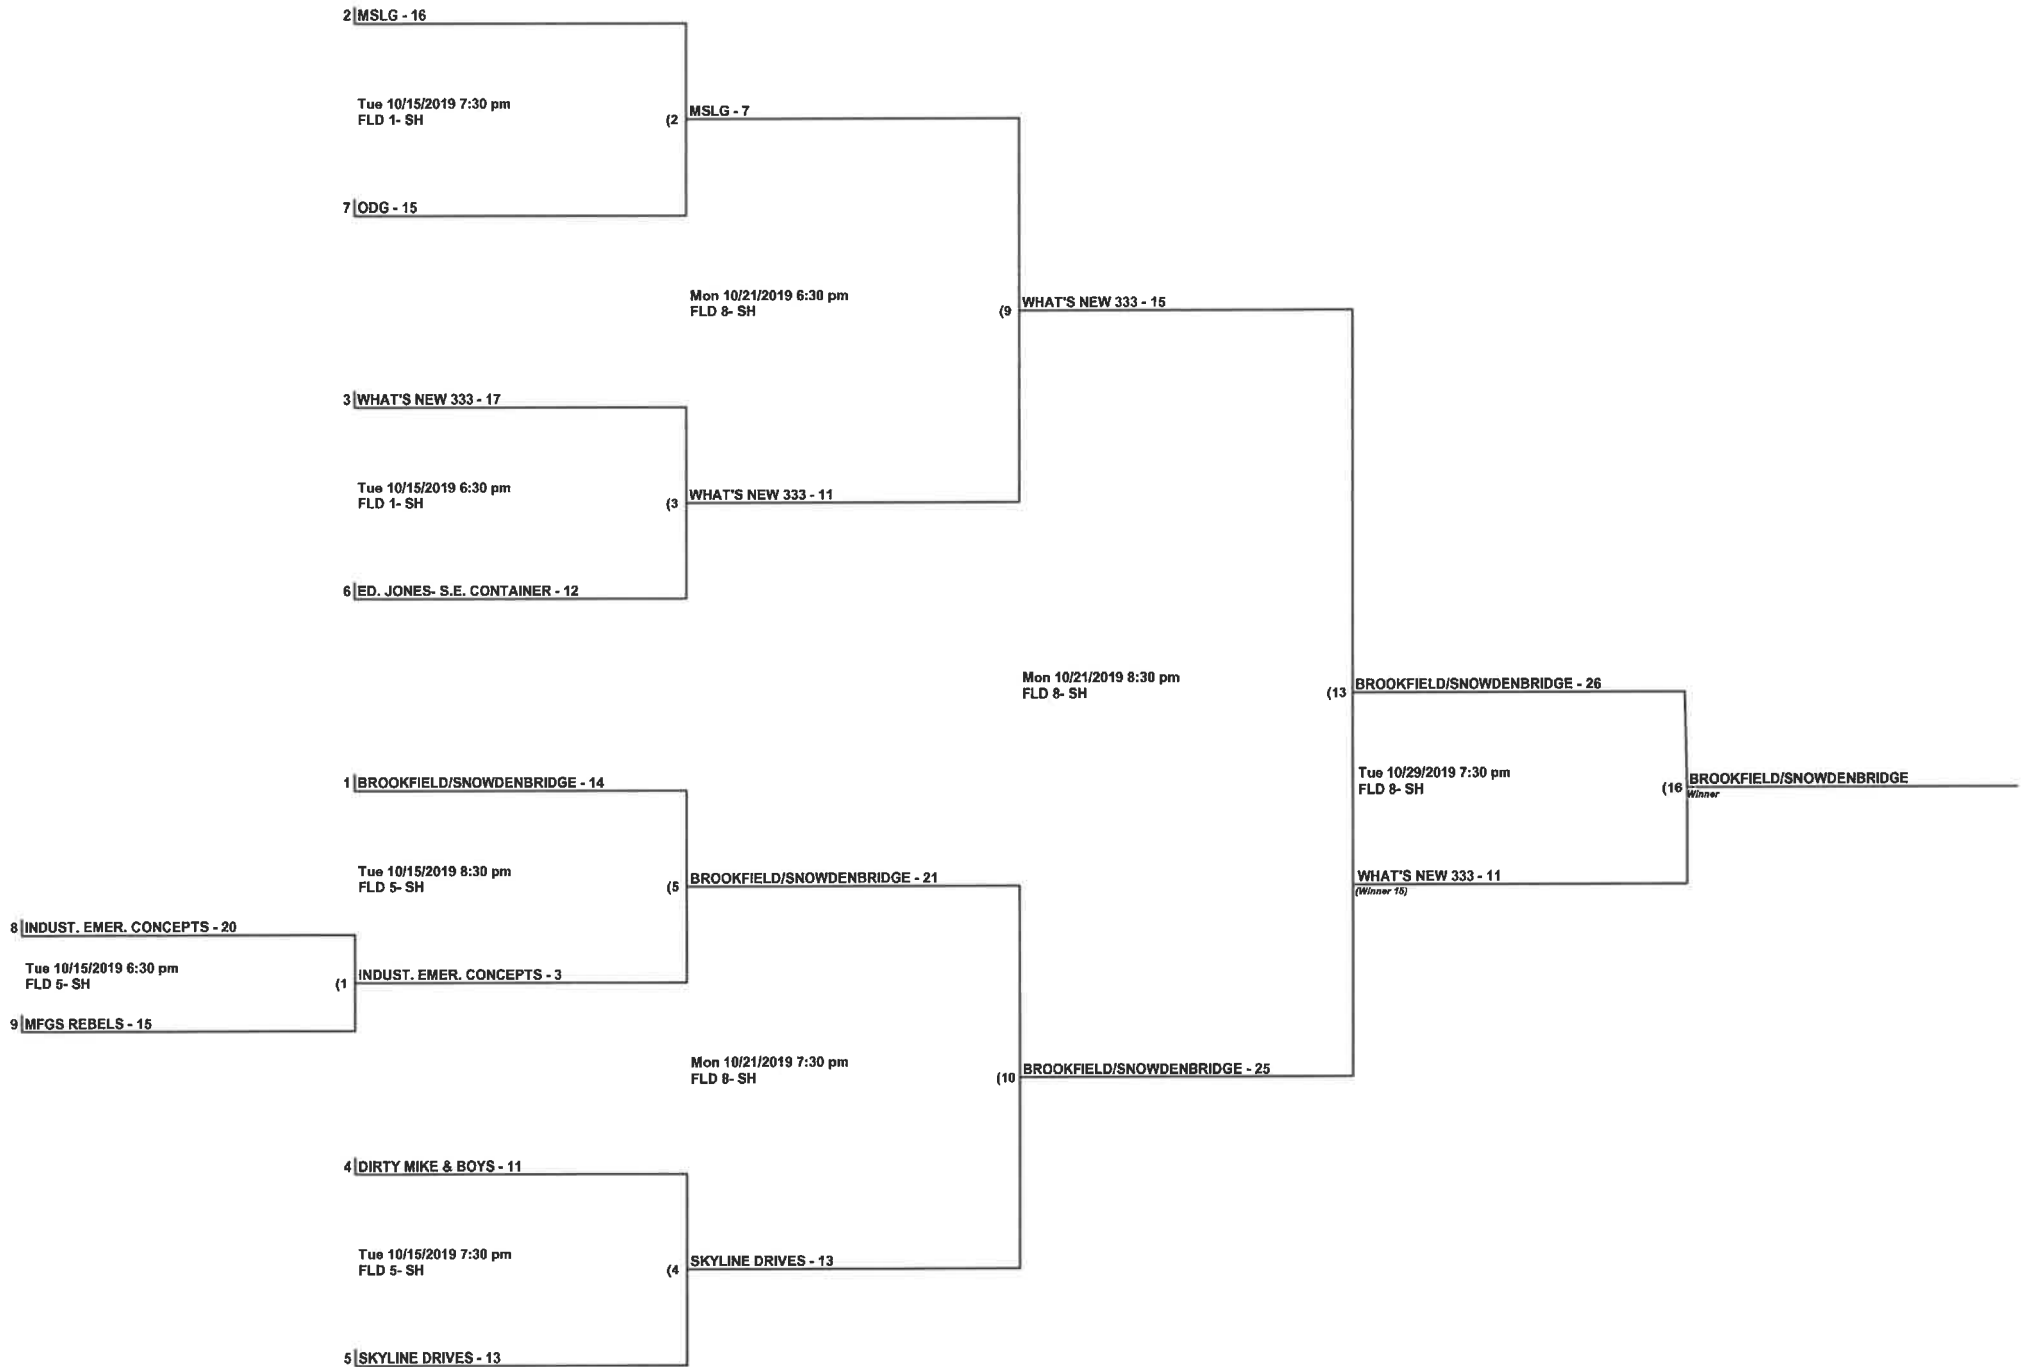 2 MSLG - 16
Tue 10/15/2019 7:30 pm
FLD 1- SH
(2 MSLG - 7
7 ODG - 15
Mon 10/21/2019 6:30 pm
FLD 8- SH
(9 WHAT'S NEW 333 - 15
3 WHAT'S NEW 333 - 17
Tue 10/15/2019 6:30 pm
FLD 1- SH
(3 WHAT'S NEW 333 - 11
6 ED. JONES- S.E. CONTAINER - 12
Mon 10/21/2019 8:30 pm
FLD 8- SH
(13 BROOKFIELD/SNOWDENBRIDGE - 26
1 BROOKFIELD/SNOWDENBRIDGE - 14
Tue 10/29/2019 7:30 pm
FLD 8- SH
(16 BROOKFIELD/SNOWDENBRIDGE
Winner
Tue 10/15/2019 8:30 pm
FLD 5- SH
(5 BROOKFIELD/SNOWDENBRIDGE - 21
WHAT'S NEW 333 - 11
(Winner 15)
8 INDUST. EMER. CONCEPTS - 20
Tue 10/15/2019 6:30 pm
FLD 5- SH
(1 INDUST. EMER. CONCEPTS - 3
9 MFGS REBELS - 15
Mon 10/21/2019 7:30 pm
FLD 8- SH
(10 BROOKFIELD/SNOWDENBRIDGE - 25
4 DIRTY MIKE & BOYS - 11
Tue 10/15/2019 7:30 pm
FLD 5- SH
(4 SKYLINE DRIVES - 13
5 SKYLINE DRIVES - 13